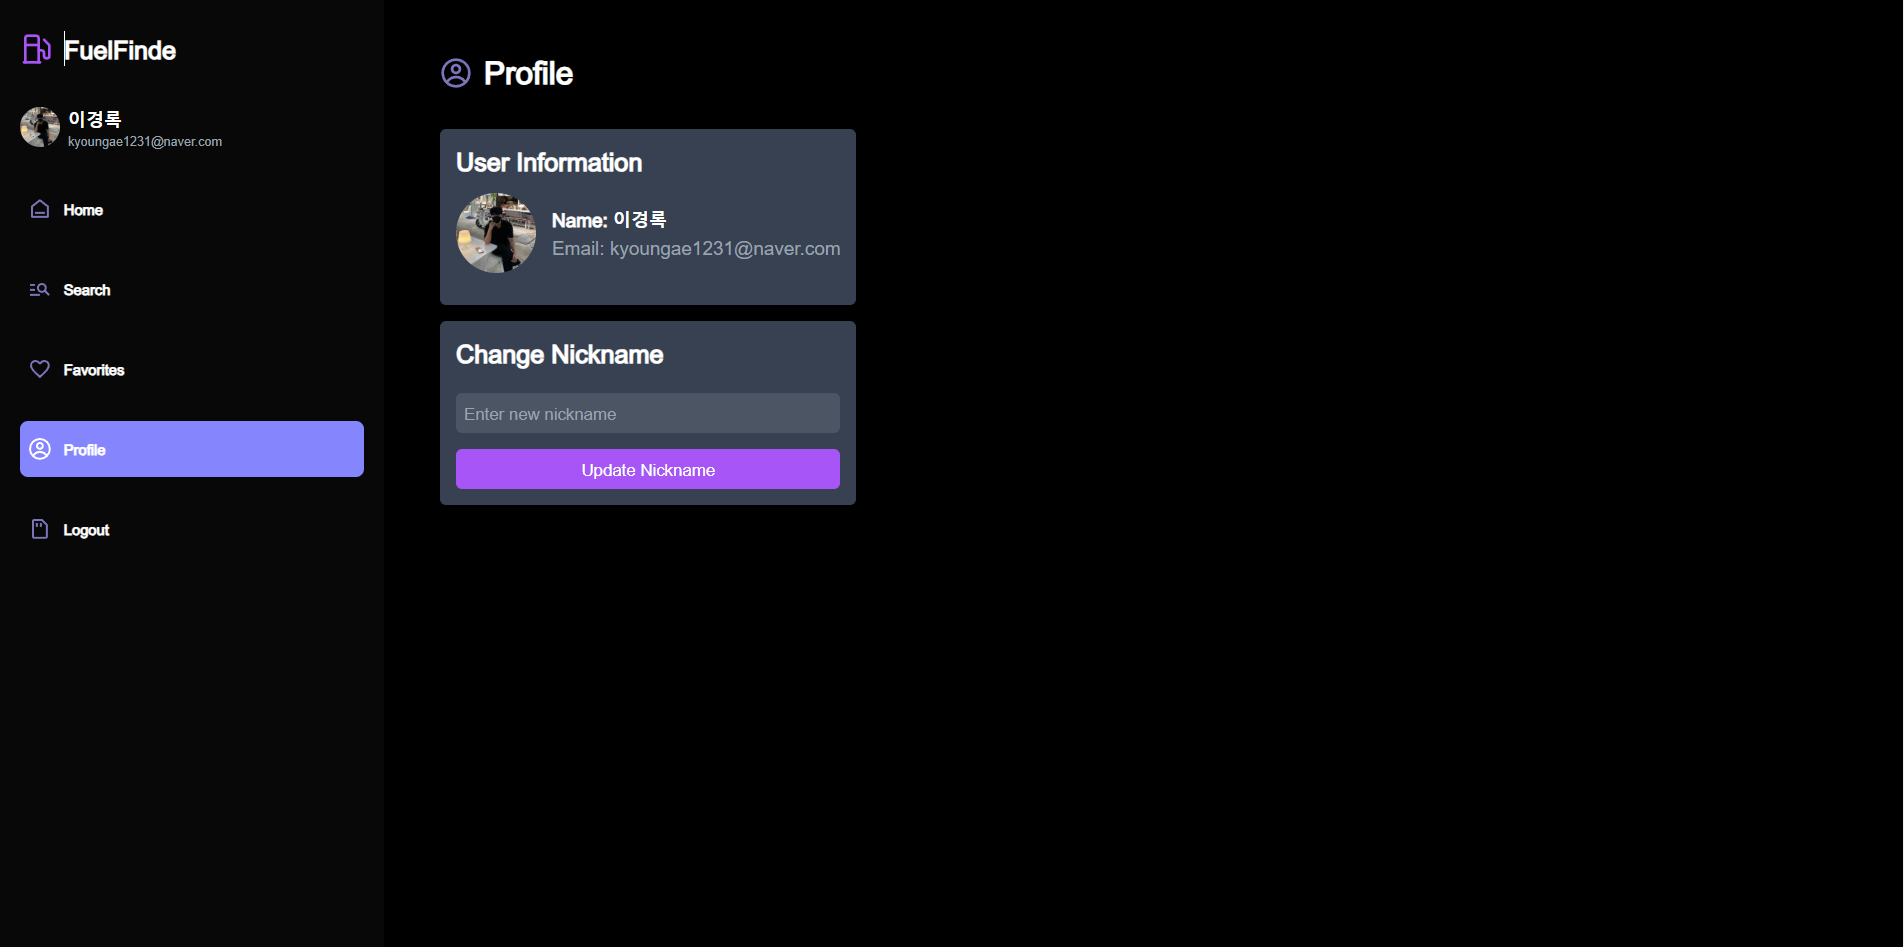 FuelFinde
이경록
kyoungae1231@naver.com
Home
Search
Favorites
Profile
Logout
Profile
User Information
Name: 이경록
Email: kyoungae1231@naver.com
Change Nickname
Enter new nickname
Update Nickname